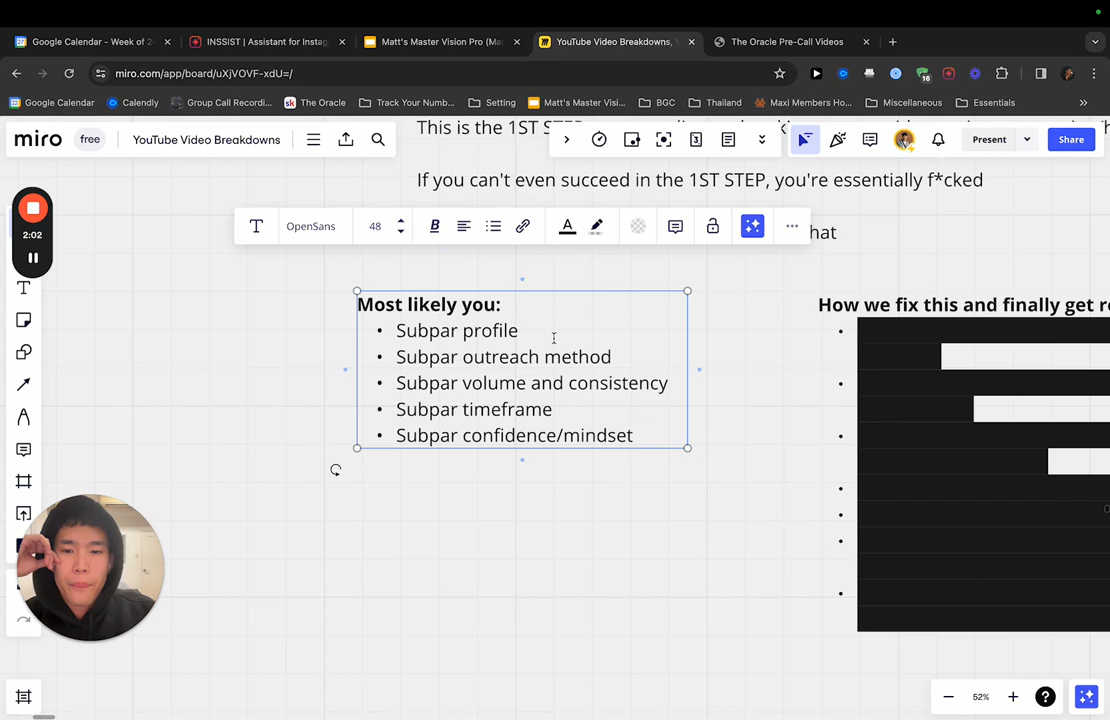 Google Calendar - Week of 2
INSSIST | Assistant for Instag
Matt's Master Vision Pro (Ma
YouTube Video Breakdowns, V
The Oracle Pre-Call Videos
miro.com/app/board/uXjVOVF-xdU=/
16
Google Calendar
Calendly
Group Call Recordi...
The Oracle
Track Your Numb...
Setting
Matt's Master Visi...
BGC
Thailand
Maxi Members Ho...
Miscellaneous
Essentials
This is the 1ST
miro
free
YouTube Video Breakdowns
3
Present
Share
If you can't even succeed in the 1ST STEP, you're essentially f*cked
hat
OpenSans
48
2:02
Most likely you:
• Subpar profile
• Subpar outreach method
• Subpar volume and consistency
• Subpar timeframe
• Subpar confidence/mindset
How we fix this and finally get r
52%